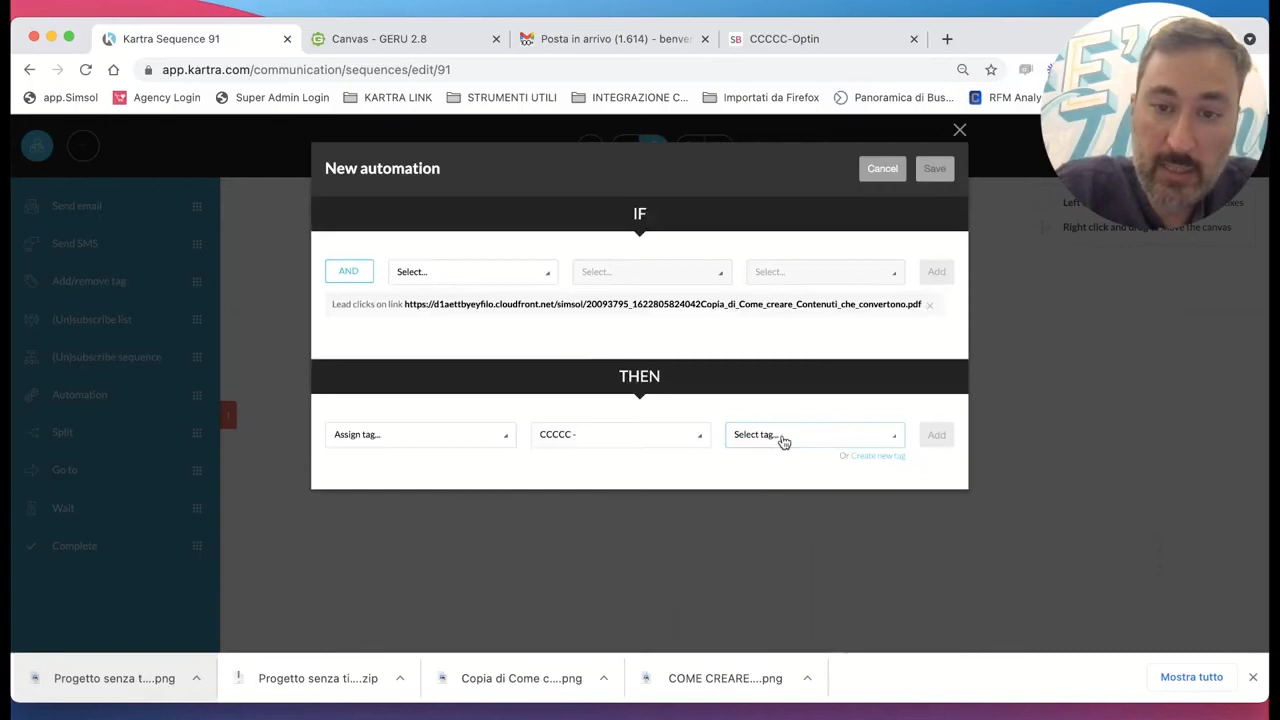 Kartra Sequence 91
Canvas - GERU 2.8
Posta in arrivo (1.614) - benve
SB CCCCC-Optin
app.kartra.com/communication/sequences/edit/91
app.Simsol
Agency Login
Super Admin Login
KARTRA LINK
STRUMENTI UTILI
INTEGRAZIONE C...
Importati da Firefox
Panoramica di Bus...
RFM Analy
New automation
Cancel
Save
Send email
Send SMS
Add/remove tag
(Un)subscribe list
(Un)subscribe sequence
Automation
Split
Go to
Wait
Complete
IF
AND
Select...
Select...
Select...
Add
Lead clicks on link https://d1aettbyeyfilo.cloudfront.net/simsol/20093795_1622805824042Copia_di_Come_creare_Contenuti_che_convertono.pdf
THEN
Assign tag...
CCCCC -
Select tag...
Add
Or Create new tag
Left
xes
Right click and drag to move the canvas
Progetto senza t....png
Progetto senza ti....zip
Copia di Come c....png
COME CREARE....png
Mostra tutto